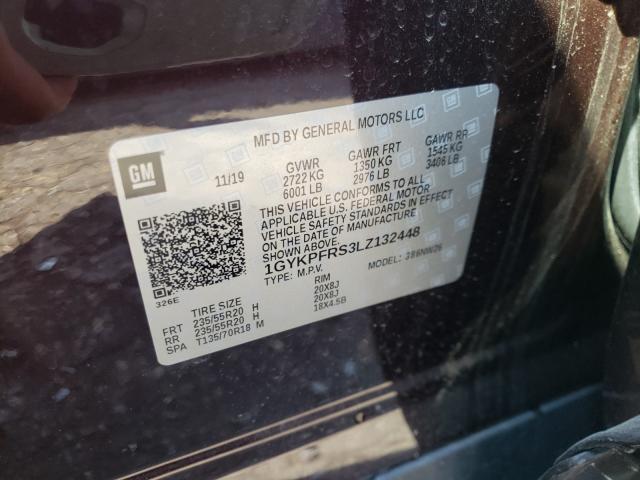 MFD BY GENERAL MOTORS LLC
GM
11/19 GVWR GAWR FRT GAWR RR
2722 KG 1350 KG 1545 KG
6001 LB 2976 LB 3406 LB
THIS VEHICLE CONFORMS TO ALL
APPLICABLE U.S. FEDERAL MOTOR
VEHICLE SAFETY STANDARDS IN EFFECT
ON THE DATE OF MANUFACTURE
SHOWN ABOVE.
1GYKPFRS3LZ132448
TYPE: M.P.V. MODEL: 386NW26
326E
TIRE SIZE RIM
FRT 235/55R20 H 20X8J
RR 235/55R20 H 20X8J
SPA T135/70R18 M 18X4.5B